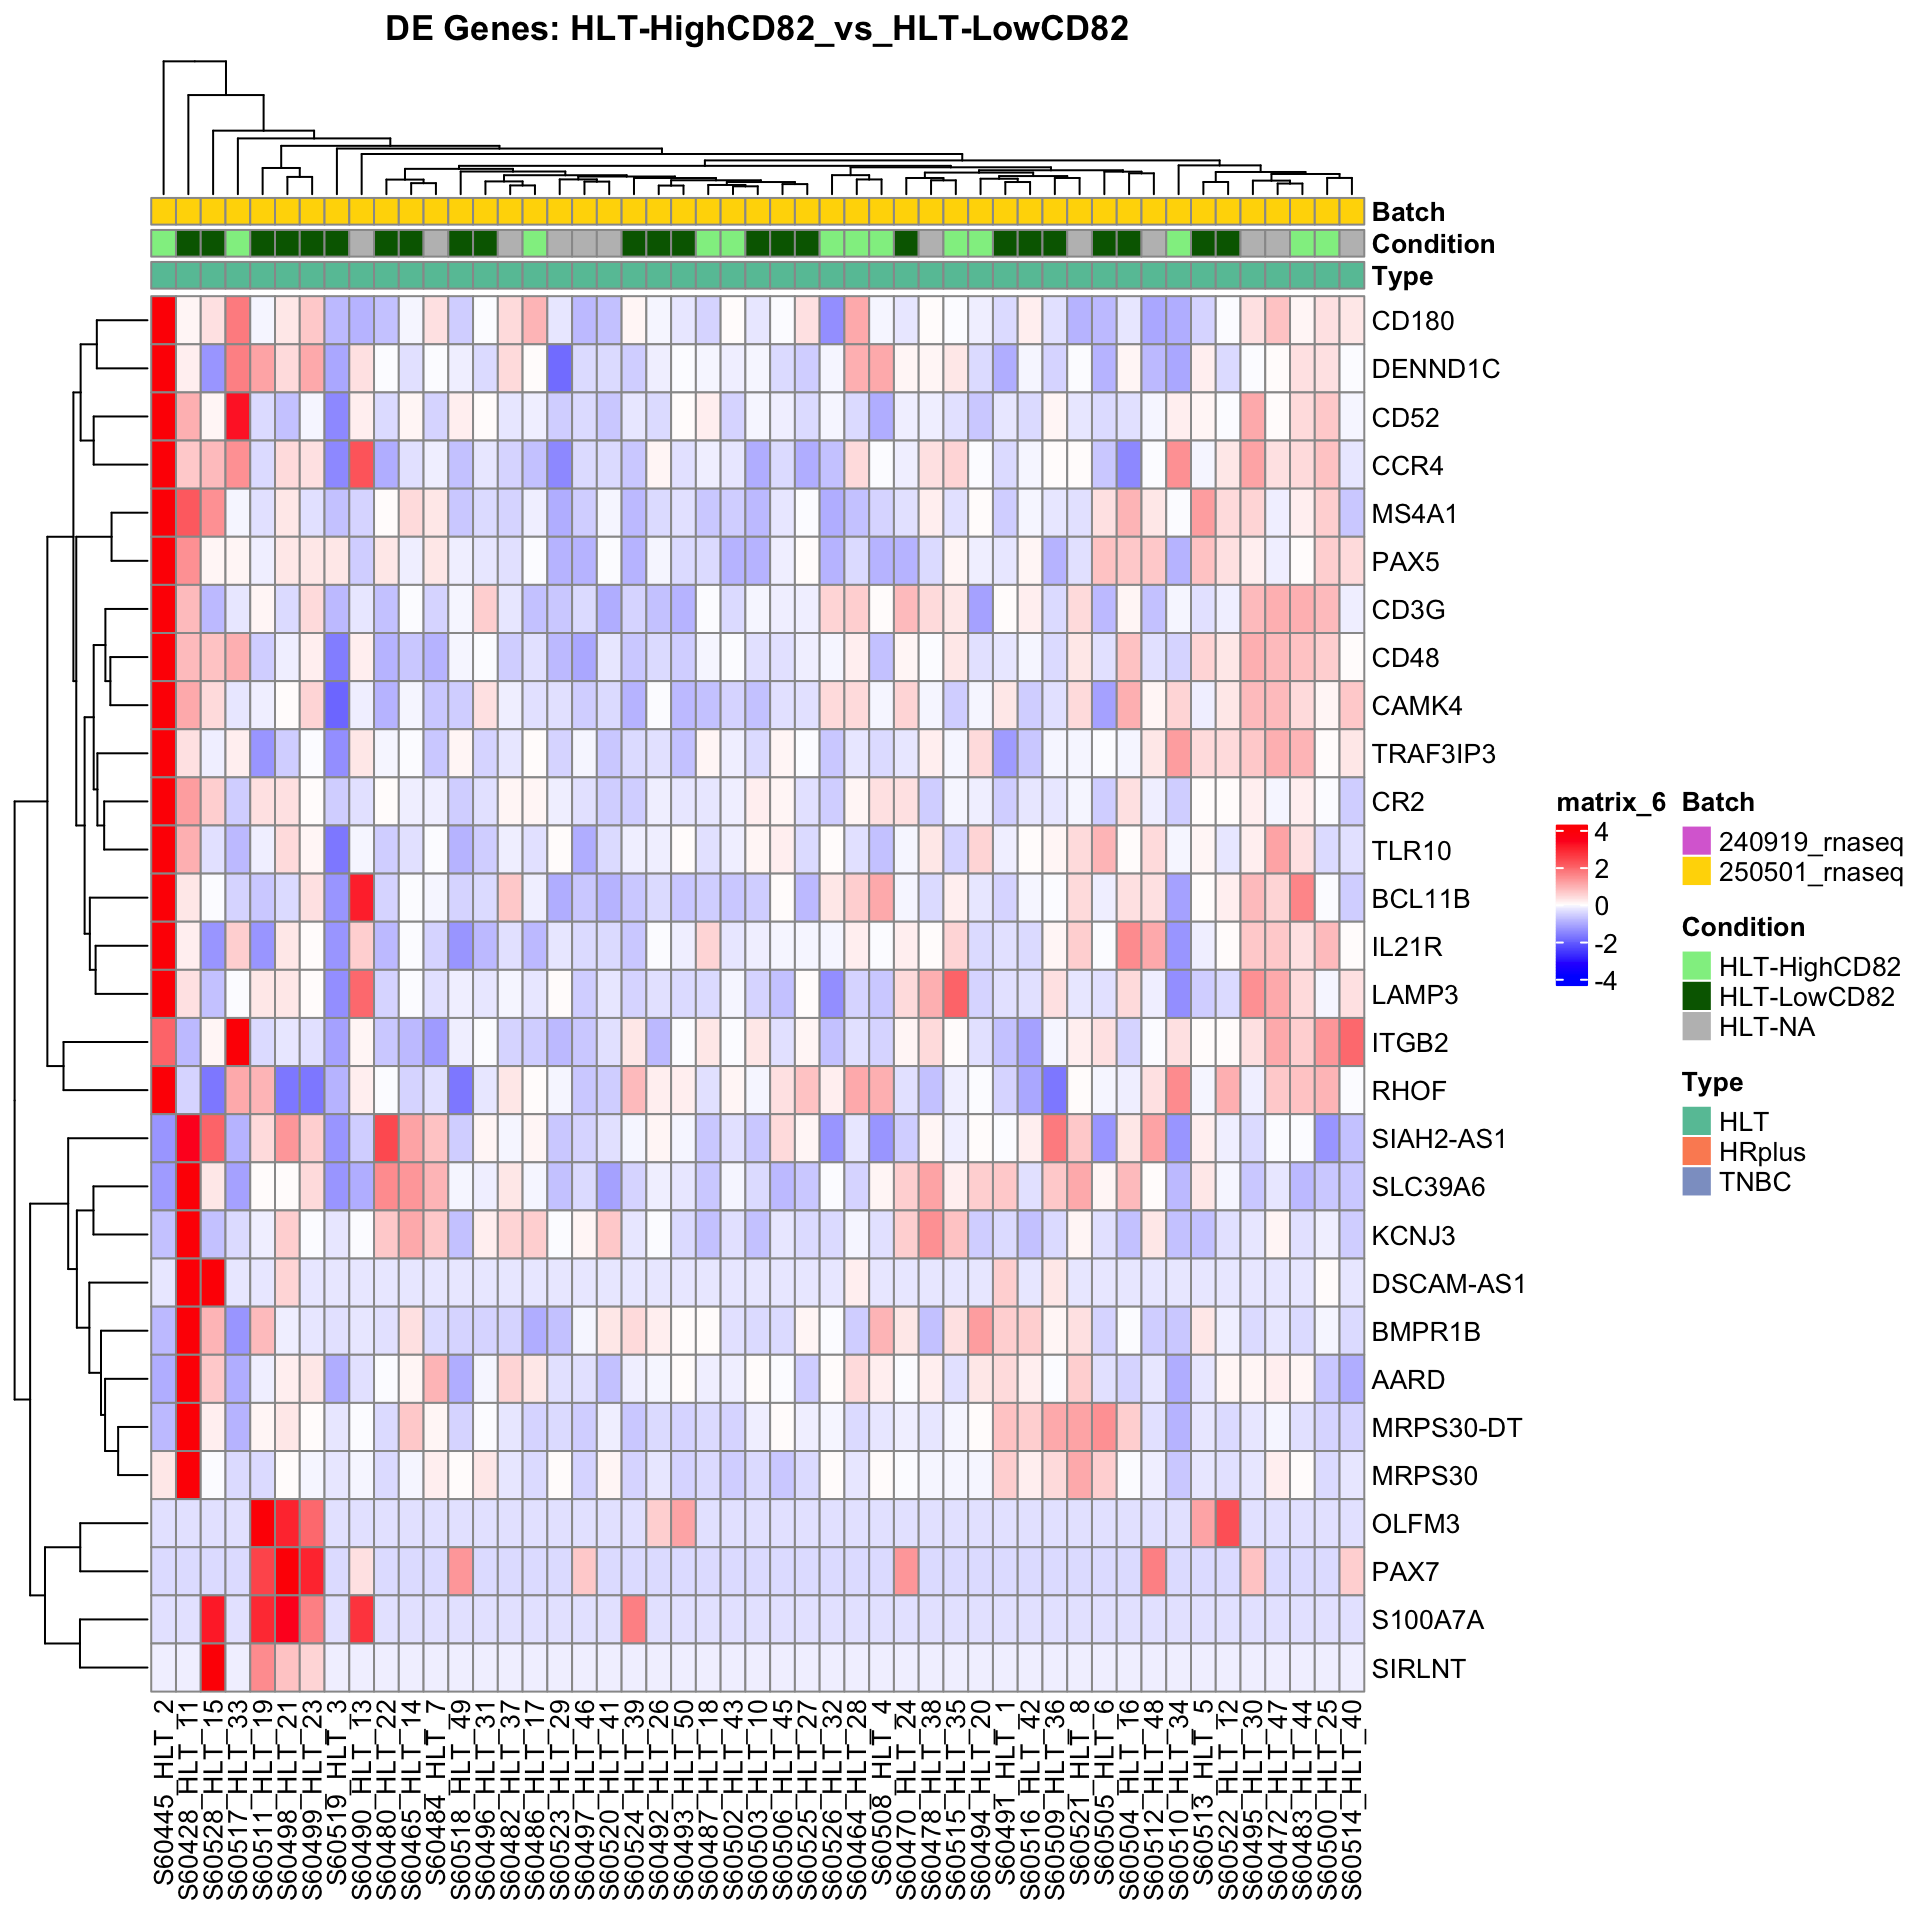 DE Genes: HLT-HighCD82_vs_HLT-LowCD82
Batch
Condition
Type
CD180
DENND1C
CD52
CCR4
MS4A1
PAX5
CD3G
CD48
CAMK4
TRAF3IP3
CR2
TLR10
BCL11B
IL21R
LAMP3
ITGB2
RHOF
SIAH2-AS1
SLC39A6
KCNJ3
DSCAM-AS1
BMPR1B
AARD
MRPS30-DT
MRPS30
OLFM3
PAX7
S100A7A
SIRLNT
S60445_HLT_2
S60428_HLT_11
S60528_HLT_15
S60517_HLT_33
S60511_HLT_19
S60498_HLT_21
S60499_HLT_23
S60519_HLT_3
S60490_HLT_13
S60480_HLT_22
S60465_HLT_14
S60484_HLT_7
S60518_HLT_49
S60496_HLT_31
S60482_HLT_37
S60486_HLT_17
S60523_HLT_29
S60497_HLT_46
S60520_HLT_41
S60524_HLT_39
S60492_HLT_26
S60493_HLT_50
S60487_HLT_18
S60502_HLT_43
S60503_HLT_10
S60506_HLT_45
S60525_HLT_27
S60526_HLT_32
S60464_HLT_28
S60508_HLT_4
S60470_HLT_24
S60478_HLT_38
S60515_HLT_35
S60494_HLT_20
S60491_HLT_1
S60516_HLT_42
S60509_HLT_36
S60521_HLT_8
S60505_HLT_6
S60504_HLT_16
S60512_HLT_48
S60510_HLT_34
S60513_HLT_5
S60522_HLT_12
S60495_HLT_30
S60472_HLT_47
S60483_HLT_44
S60500_HLT_25
S60514_HLT_40
matrix_6
4
2
0
-2
-4
Batch
240919_rnaseq
250501_rnaseq
Condition
HLT-HighCD82
HLT-LowCD82
HLT-NA
Type
HLT
HRplus
TNBC